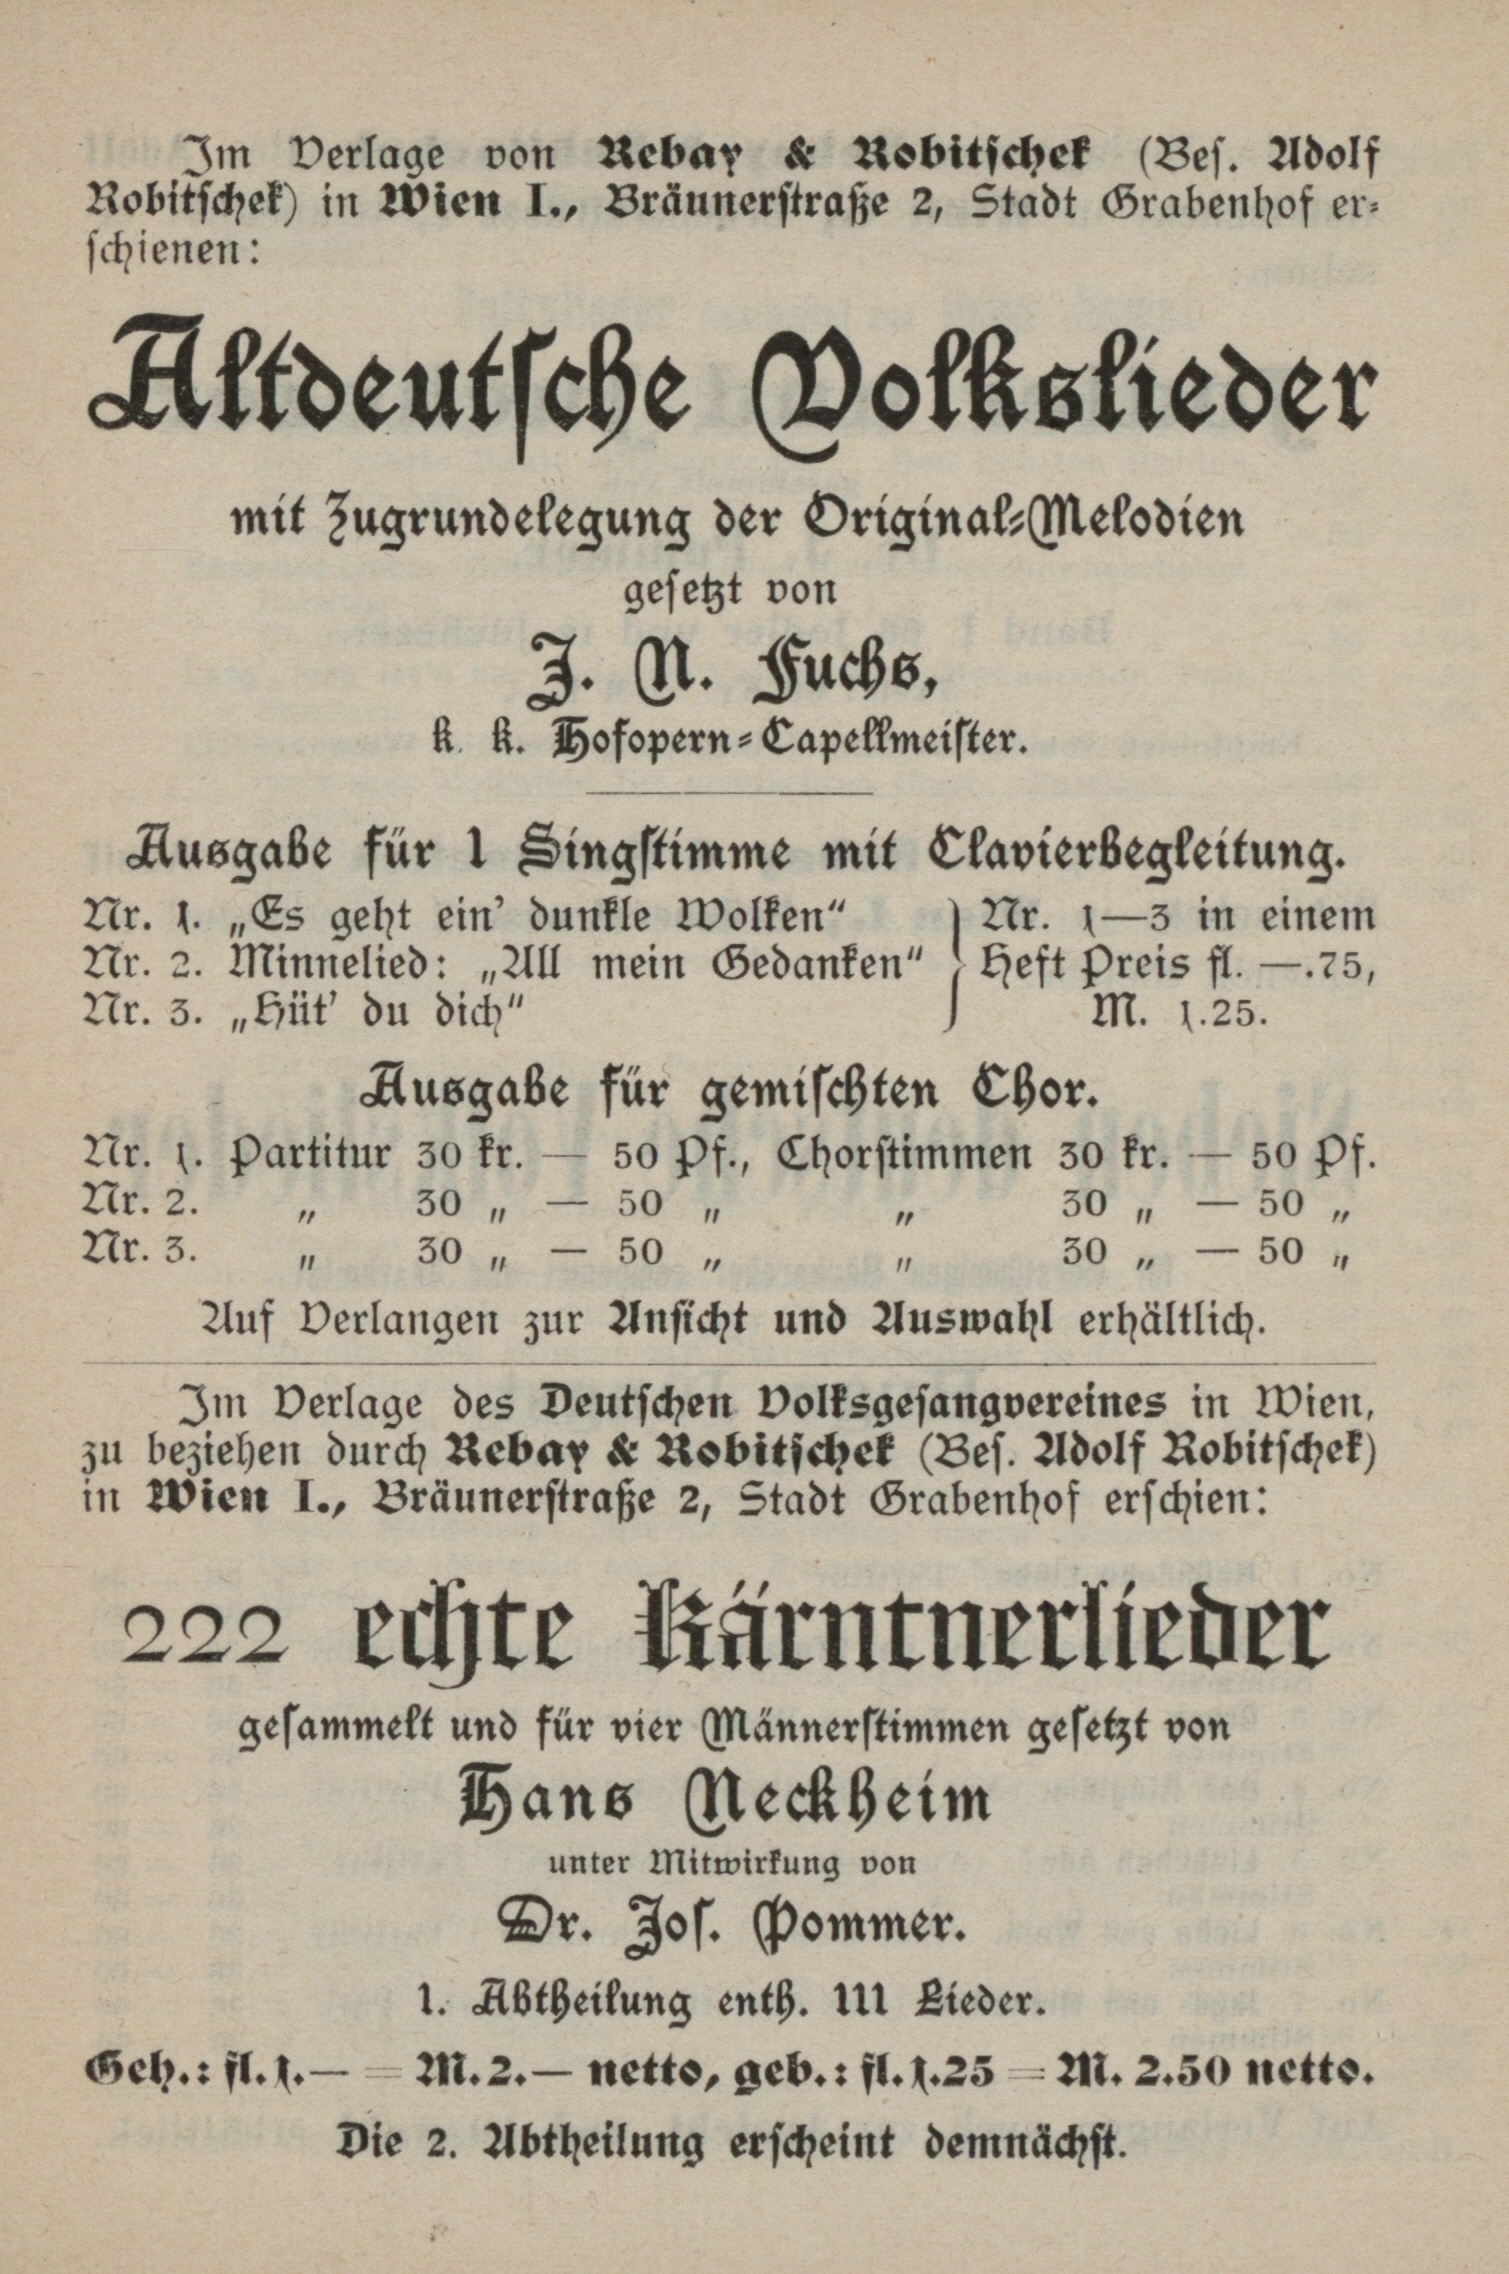 Im Verlage von Rebay & Robitschek (Bes. Adolf
Robitschek) in Wien I., Bräunerstraße 2, Stadt Grabenhof er-
schienen:
Altdeutsche Volkslieder
mit Zugrundelegung der Original-Melodien
gesetzt von
J. N. Fuchs,
k. k. Hofopern-Capellmeister.
Ausgabe für 1 Singstimme mit Clavierbegleitung.
Nr. 1. „Es geht ein' dunkle Wolken“ } Nr. 1—3 in einem
Nr. 2. Minnelied: „All mein Gedanken“ } Heft Preis fl. —.75,
Nr. 3. „Hüt' du dich“ } M. 1.25.
Ausgabe für gemischten Chor.
Nr. 1. Partitur 30 kr. — 50 Pf., Chorstimmen 30 kr. — 50 Pf.
Nr. 2. „ 30 „ — 50 „ „ 30 „ — 50 „
Nr. 3. „ 30 „ — 50 „ „ 30 „ — 50 „
Auf Verlangen zur Ansicht und Auswahl erhältlich.
Im Verlage des Deutschen Volksgesangvereines in Wien,
zu beziehen durch Rebay & Robitschek (Bes. Adolf Robitschek)
in Wien I., Bräunerstraße 2, Stadt Grabenhof erschien:
222 echte Kärntnerlieder
gesammelt und für vier Männerstimmen gesetzt von
Hans Neckheim
unter Mitwirkung von
Dr. Jos. Pommer.
1. Abtheilung enth. 111 Lieder.
Geh.: fl. 1.— = M. 2.— netto, geb.: fl. 1.25 = M. 2.50 netto.
Die 2. Abtheilung erscheint demnächst.